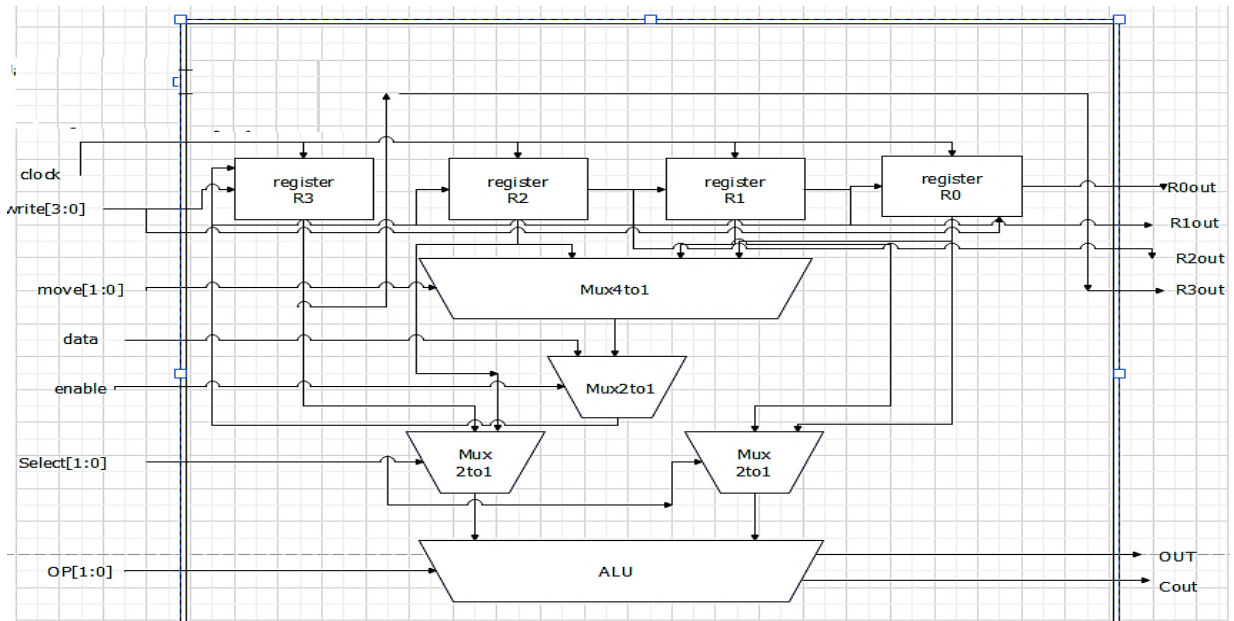 clock
write[3:0]
register
R3
register
R2
register
R1
register
R0
R0out
R1out
R2out
move[1:0]
Mux4to1
R3out
data
enable
Mux2to1
Select[1:0]
Mux
2to1
Mux
2to1
OP[1:0]
ALU
OUT
Cout